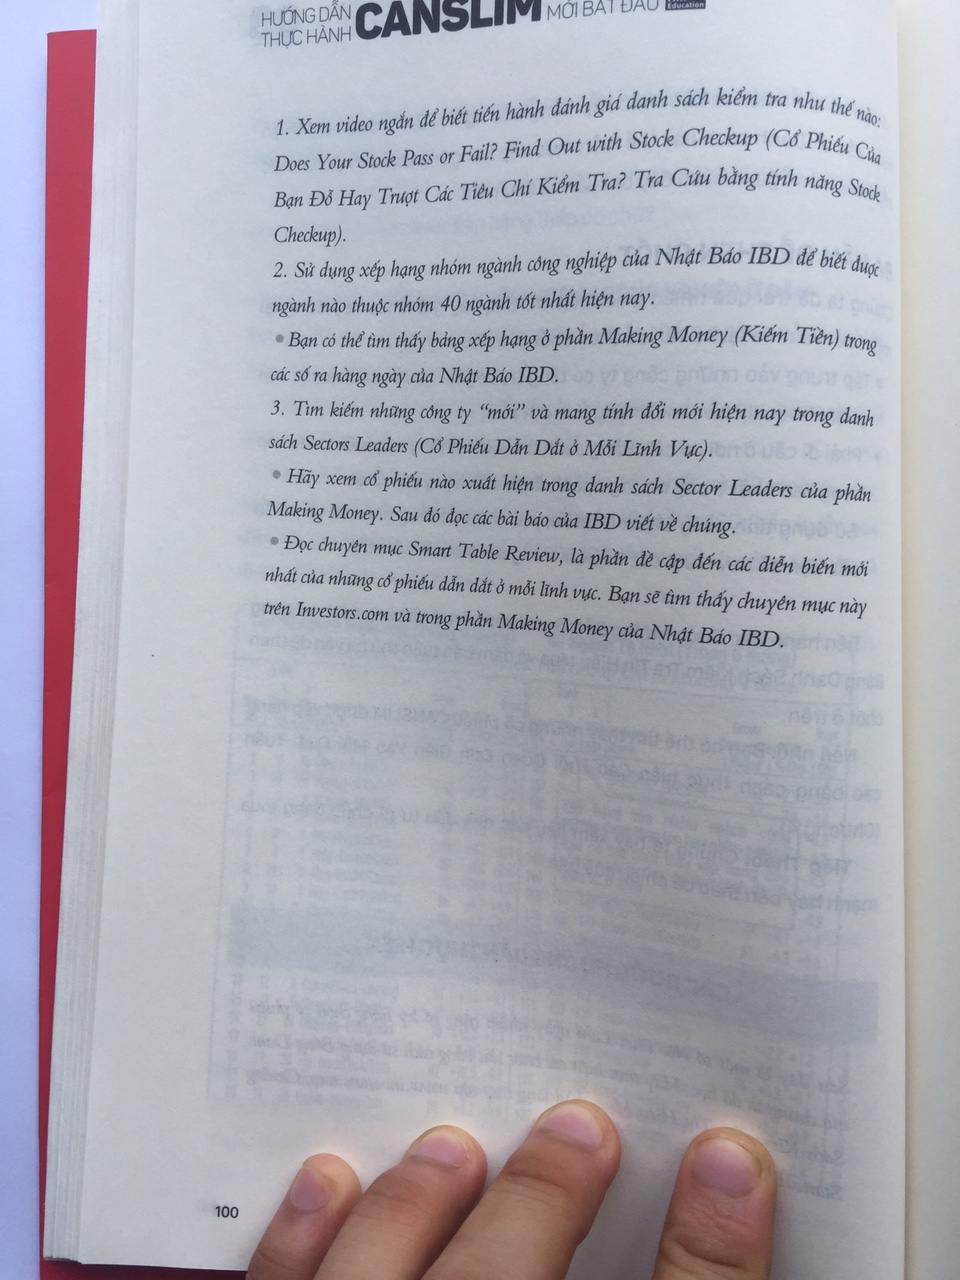 HƯỚNG DẪN
THỰC HÀNH CANSLIM MỚI BẮT ĐẦU
Education
1. Xem video ngắn để biết tiến hành đánh giá danh sách kiểm tra như thế nào:
Does Your Stock Pass or Fail? Find Out with Stock Checkup (Cổ Phiếu Của
Bạn Đỗ Hay Trượt Các Tiêu Chí Kiểm Tra? Tra Cứu bằng tính năng Stock
Checkup).
2. Sử dụng xếp hạng nhóm ngành công nghiệp của Nhật Báo IBD để biết được
ngành nào thuộc nhóm 40 ngành tốt nhất hiện nay.
• Bạn có thể tìm thấy bảng xếp hạng ở phần Making Money (Kiếm Tiền) trong
các số ra hàng ngày của Nhật Báo IBD.
3. Tìm kiếm những công ty “mới” và mang tính đổi mới hiện nay trong danh
sách Sectors Leaders (Cổ Phiếu Dẫn Dắt ở Mỗi Lĩnh Vực).
• Hãy xem cổ phiếu nào xuất hiện trong danh sách Sector Leaders của phần
Making Money. Sau đó đọc các bài báo của IBD viết về chúng.
• Đọc chuyên mục Smart Table Review, là phần đề cập đến các diễn biến mới
nhất của những cổ phiếu dẫn dắt ở mỗi lĩnh vực. Bạn sẽ tìm thấy chuyên mục này
trên Investors.com và trong phần Making Money của Nhật Báo IBD.
100